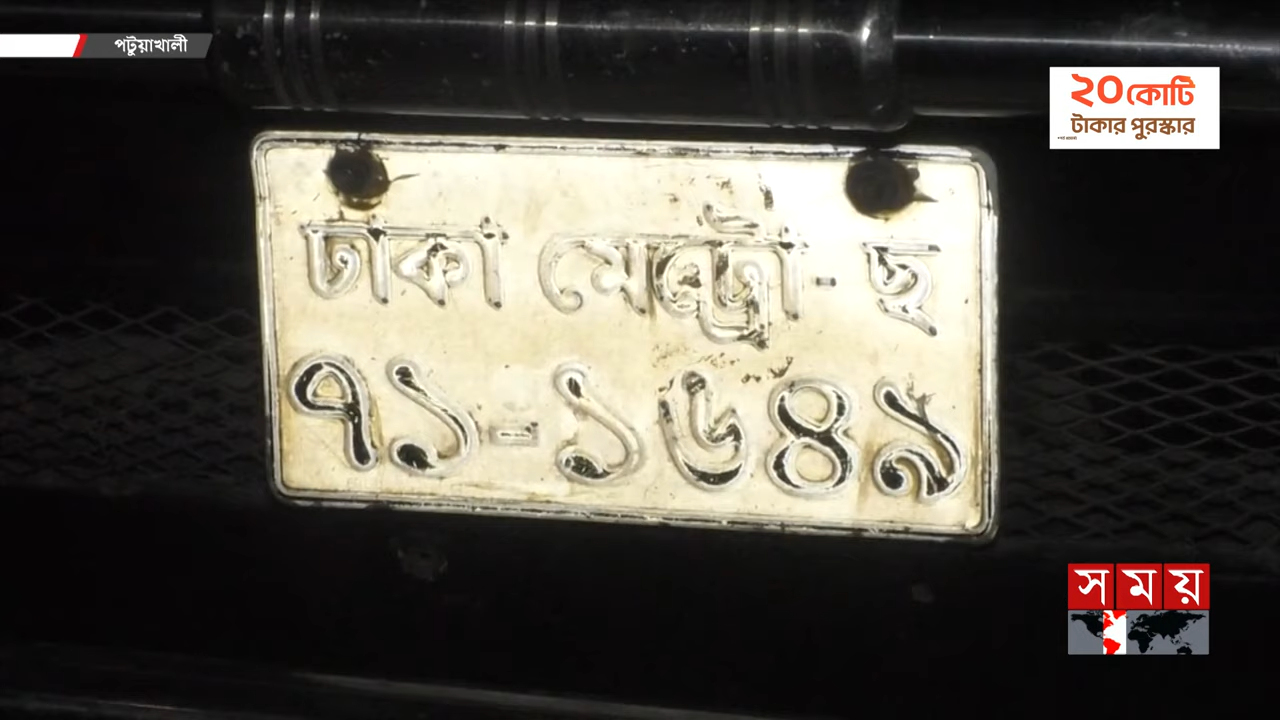 পটুয়াখালী
২০কোটি
টাকার পুরস্কার
ঢাকা মেট্রো-ছ
৭১-১৬৪৯
সময়